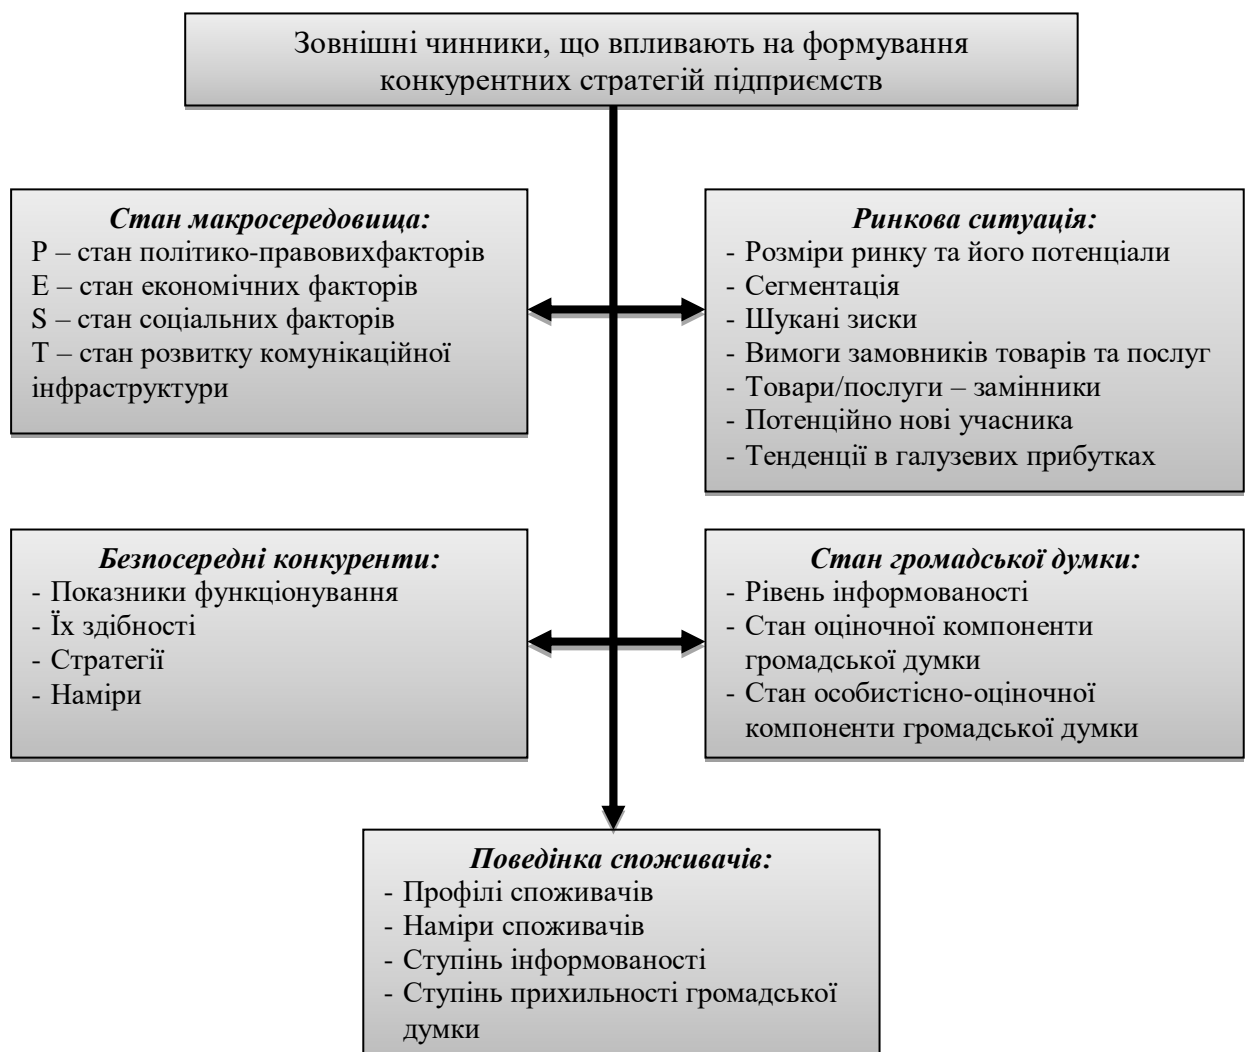 Зовнішні чинники, що впливають на формування
конкурентних стратегій підприємств
Стан макросередовища:
P – стан політико-правовихфакторів
E – стан економічних факторів
S – стан соціальних факторів
T – стан розвитку комунікаційної
інфраструктури
Ринкова ситуація:
- Розміри ринку та його потенціали
- Сегментація
- Шукані зиски
- Вимоги замовників товарів та послуг
- Товари/послуги – замінники
- Потенційно нові учасника
- Тенденції в галузевих прибутках
Безпосередні конкуренти:
- Показники функціонування
- Їх здібності
- Стратегії
- Наміри
Стан громадської думки:
- Рівень інформованості
- Стан оціночної компоненти
громадської думки
- Стан особистісно-оціночної
компоненти громадської думки
Поведінка споживачів:
- Профілі споживачів
- Наміри споживачів
- Ступінь інформованості
- Ступінь прихильності громадської
думки